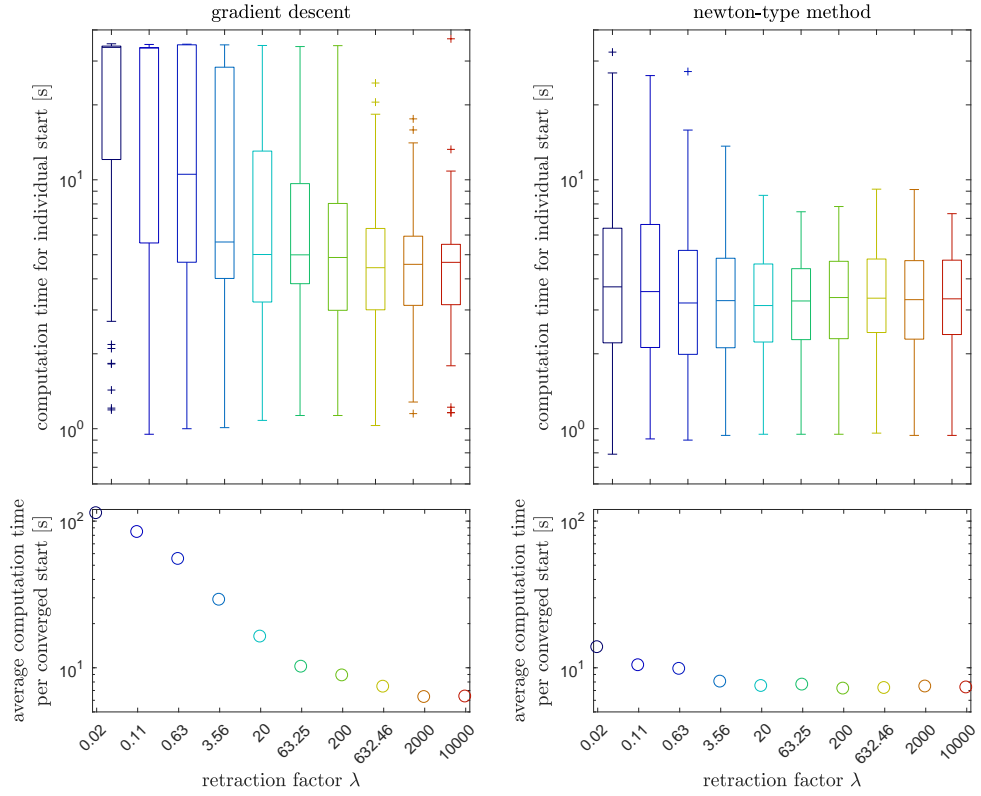 gradient descent
computation time for individual start [s]
10^1
10^0
average computation time
per converged start [s]
10^2
10^1
0.02
0.11
0.63
3.56
20
63.25
200
632.46
2000
10000
retraction factor λ
newton-type method
computation time for individual start [s]
10^1
10^0
average computation time
per converged start [s]
10^2
10^1
0.02
0.11
0.63
3.56
20
63.25
200
632.46
2000
10000
retraction factor λ